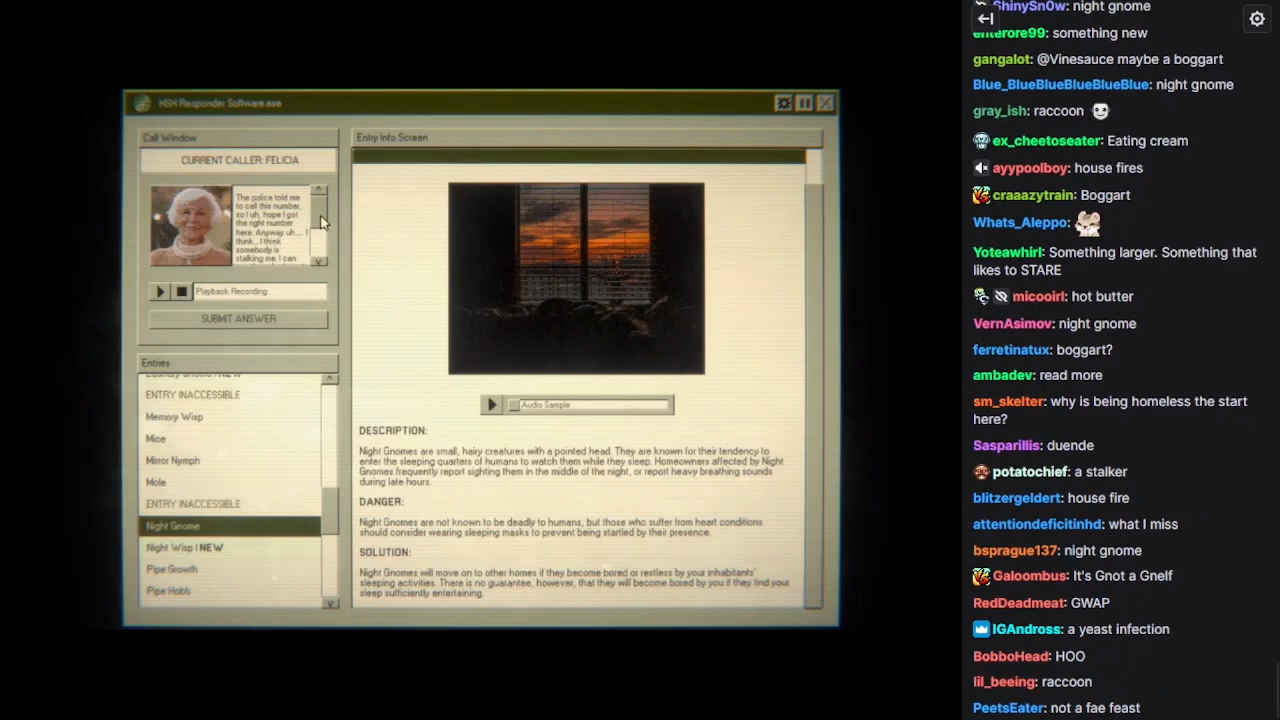 HSH Responder Software.exe
Call Window
CURRENT CALLER: FELICIA
The police told me
to call this number,
so I uh, hope I got
the right number
here. Anyway uh.... I
think...I think
somebody is
stalking me. I can
Playback Recording
SUBMIT ANSWER
Entries
ENTRY INACCESSIBLE
Memory Wisp
Mice
Mirror Nymph
Mole
ENTRY INACCESSIBLE
Night Gnome
Night Wisp | NEW
Pipe Growth
Pipe Hobb
Entry Info Screen
Audio Sample
DESCRIPTION:
Night Gnomes are small, hairy creatures with a pointed head. They are known for their tendency to
enter the sleeping quarters of humans to watch them while they sleep. Homeowners affected by Night
Gnomes frequently report sighting them in the middle of the night, or report heavy breathing sounds
during late hours.
DANGER:
Night Gnomes are not known to be deadly to humans, but those who suffer from heart conditions
should consider wearing sleeping masks to prevent being startled by their presence.
SOLUTION:
Night Gnomes will move on to other homes if they become bored or restless by your inhabitants'
sleeping activities. There is no guarantee, however, that they will become bored by you if they find your
sleep sufficiently entertaining.
ShinySn0w: night gnome
enterore99: something new
gangalot: @Vinesauce maybe a boggart
Blue_BlueBlueBlueBlueBlue: night gnome
gray_ish: raccoon
ex_cheetoseater: Eating cream
ayypoolboy: house fires
craaazytrain: Boggart
Whats_Aleppo:
Yoteawhirl: Something larger. Something that
likes to STARE
micooirl: hot butter
VernAsimov: night gnome
ferretinatux: boggart?
ambadev: read more
sm_skelter: why is being homeless the start
here?
Sasparillis: duende
potatochief: a stalker
blitzergeldert: house fire
attentiondeficitinhd: what I miss
bsprague137: night gnome
Galoombus: It's Gnot a Gnelf
RedDeadmeat: GWAP
IGAndross: a yeast infection
BobboHead: HOO
lil_beeing: raccoon
PeetsEater: not a fae feast